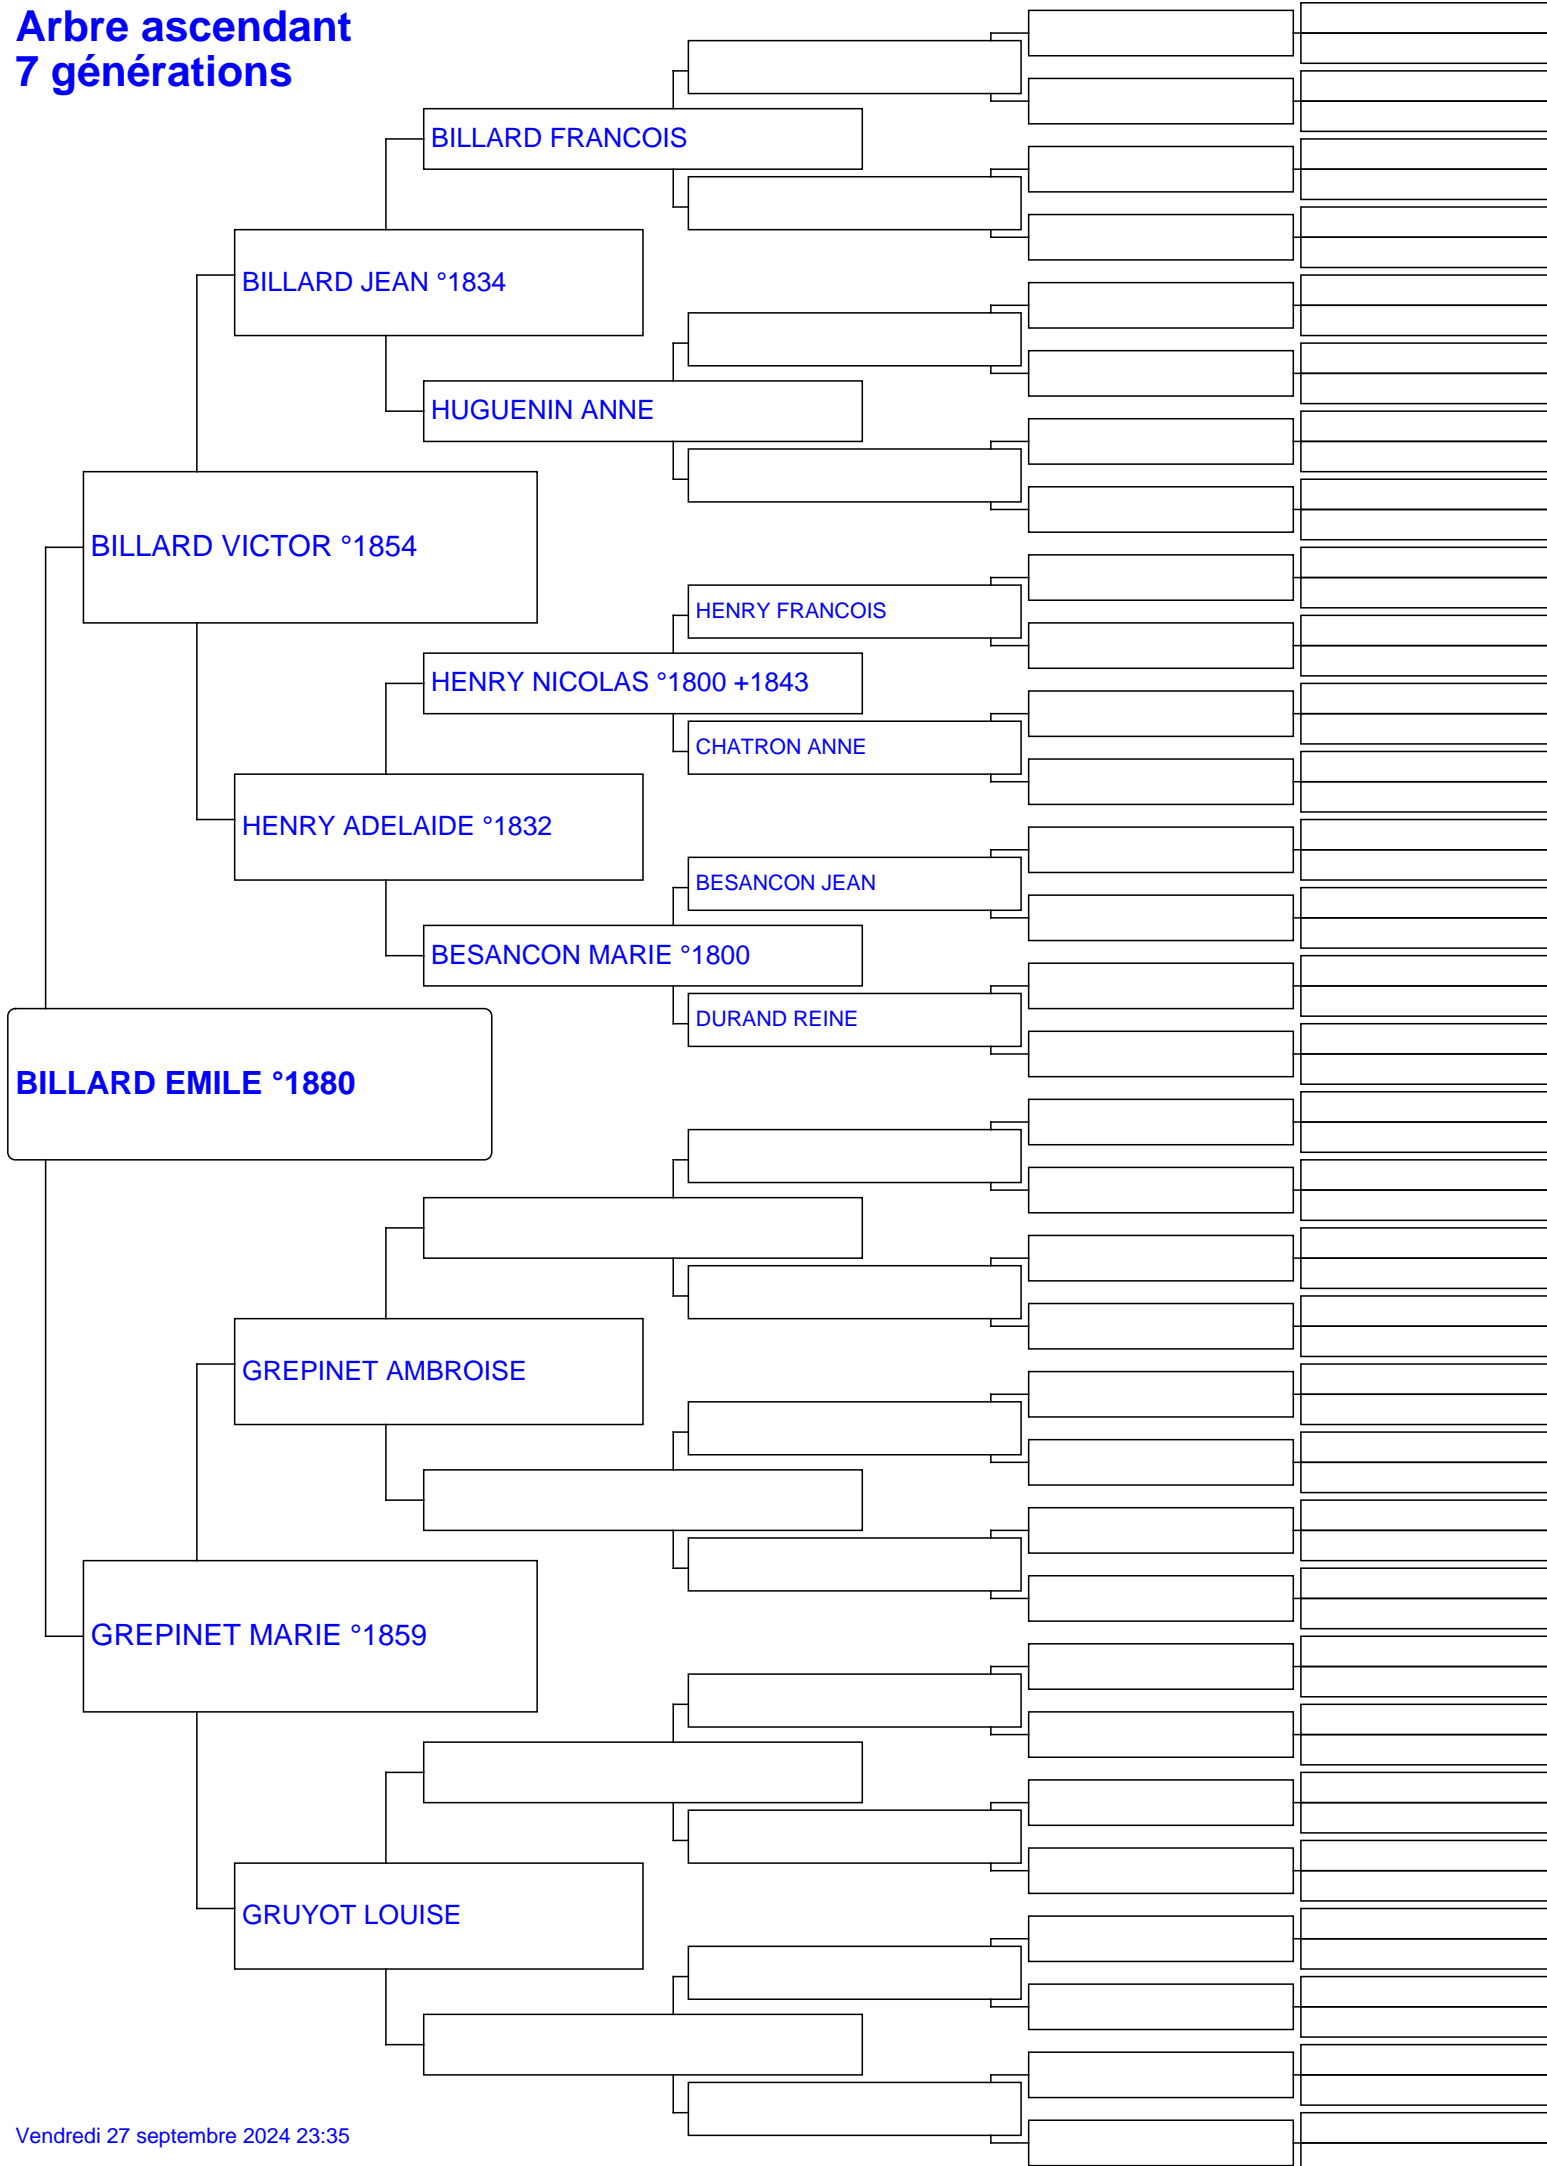 Arbre ascendant
7 générations
BILLARD FRANCOIS
BILLARD JEAN °1834
HUGUENIN ANNE
BILLARD VICTOR °1854
HENRY FRANCOIS
HENRY NICOLAS °1800 +1843
CHATRON ANNE
HENRY ADELAIDE °1832
BESANCON JEAN
BESANCON MARIE °1800
DURAND REINE
BILLARD EMILE °1880
GREPINET AMBROISE
GREPINET MARIE °1859
GRUYOT LOUISE
Vendredi 27 septembre 2024 23:35